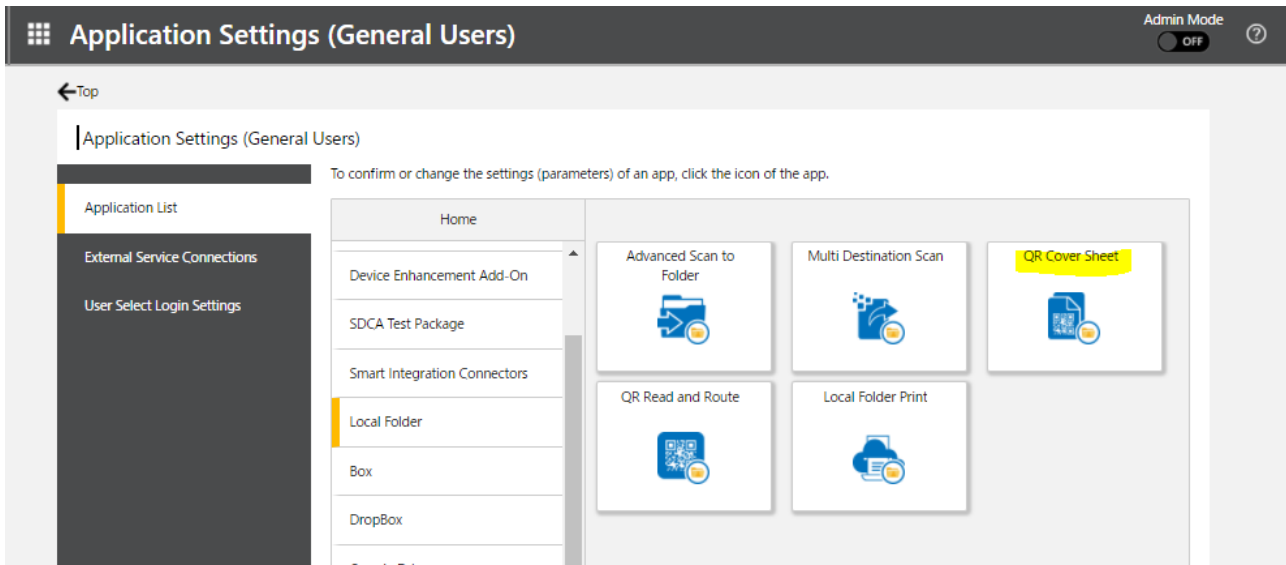 Application Settings (General Users)
Admin Mode
OFF
Top
Application Settings (General Users)
To confirm or change the settings (parameters) of an app, click the icon of the app.
Application List
External Service Connections
User Select Login Settings
Home
Device Enhancement Add-On
SDCA Test Package
Smart Integration Connectors
Local Folder
Box
DropBox
Advanced Scan to
Folder
Multi Destination Scan
QR Cover Sheet
QR Read and Route
Local Folder Print